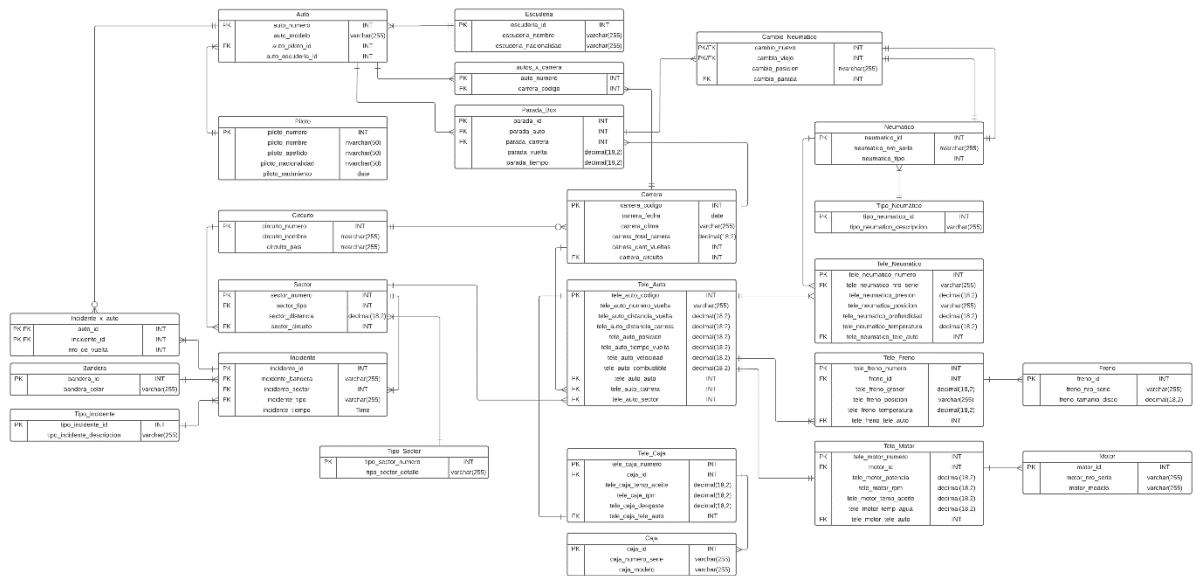 Auto
PK auto_numero INT
auto_modelo varchar(255)
FK auto_piloto_id INT
auto_escuderia_id INT
Escuderia
PK escuderia_id INT
escuderia_nombre varchar(255)
escuderia_nacionalidad varchar(255)
autos_x_carrera
FK auto_numero INT
FK carrera_codigo INT
Cambio_Neumatico
PK/FK cambio_nuevo INT
PK/FK cambio_viejo INT
cambio_posicion nvarchar(255)
FK cambio_parada INT
Parada_Box
PK parada_id INT
FK parada_auto INT
FK parada_carrera INT
parada_vuelta decimal(18,2)
parada_tiempo decimal(18,2)
Piloto
PK piloto_numero INT
piloto_nombre nvarchar(50)
piloto_apellido nvarchar(50)
piloto_nacionalidad nvarchar(50)
piloto_nacimiento date
Neumatico
PK neumatico_id INT
neumatico_nro_serie nvarchar(255)
neumatico_tipo INT
Tipo_Neumático
PK tipo_neumatico_id INT
tipo_neumatico_descripcion varchar(255)
Carrera
PK carrera_codigo INT
carrera_fecha date
carrera_clima varchar(255)
carrera_total_carrera decimal(18,2)
carrera_cant_vueltas INT
FK carrera_circuito INT
Circuito
PK circuito_numero INT
circuito_nombre nvarchar(255)
circuito_pais nvarchar(255)
Sector
PK sector_numero INT
FK sector_tipo INT
sector_distancia decimal(18,2)
FK sector_circuito INT
Tele_Auto
PK tele_auto_codigo INT
tele_auto_numero_vuelta varchar(255)
tele_auto_distancia_vuelta decimal(18,2)
tele_auto_distancia_carrera decimal(18,2)
tele_auto_posicion decimal(18,2)
tele_auto_tiempo_vuelta decimal(18,2)
tele_auto_velocidad decimal(18,2)
tele_auto_combustible decimal(18,2)
FK tele_auto_auto INT
FK tele_auto_carrera INT
FK tele_auto_sector INT
Tele_Neumatico
PK tele_neumatico_numero INT
FK tele_neumatico_nro_serie varchar(255)
tele_neumatico_presion decimal(18,2)
tele_neumatico_posicion varchar(255)
tele_neumatico_profundidad decimal(18,2)
tele_neumatico_temperatura decimal(18,2)
FK tele_neumatico_tele_auto INT
Incidente_x_auto
PK FK auto_id INT
PK FK incidente_id INT
nro_de_vuelta INT
Bandera
PK bandera_id INT
bandera_color varchar(255)
Tipo_Incidente
PK tipo_incidente_id INT
tipo_incidente_descripcion varchar(255)
Incidente
PK incidente_id INT
FK incidente_bandera varchar(255)
FK incidente_sector INT
FK incidente_tipo varchar(255)
incidente_tiempo Time
Tele_Freno
PK tele_freno_numero INT
FK freno_id INT
tele_freno_grosor decimal(18,2)
tele_freno_posicion varchar(255)
tele_freno_temperatura decimal(18,2)
FK tele_freno_tele_auto INT
Freno
PK freno_id INT
freno_nro_serie varchar(255)
freno_tamano_disco decimal(18,2)
Tipo_Sector
PK tipo_sector_numero INT
tipo_sector_detalle varchar(255)
Tele_Caja
PK tele_caja_numero INT
FK caja_id INT
tele_caja_temp_aceite decimal(18,2)
tele_caja_rpm decimal(18,2)
tele_caja_desgaste decimal(18,2)
FK tele_caja_tele_auto INT
Tele_Motor
PK tele_motor_numero INT
FK motor_id INT
tele_motor_potencia decimal(18,2)
tele_motor_rpm decimal(18,2)
tele_motor_temp_aceite decimal(18,2)
tele_motor_temp_agua decimal(18,2)
FK tele_motor_tele_auto INT
Motor
PK motor_id INT
motor_nro_serie varchar(255)
motor_modelo varchar(255)
Caja
PK caja_id INT
caja_numero_serie varchar(255)
caja_modelo varchar(255)